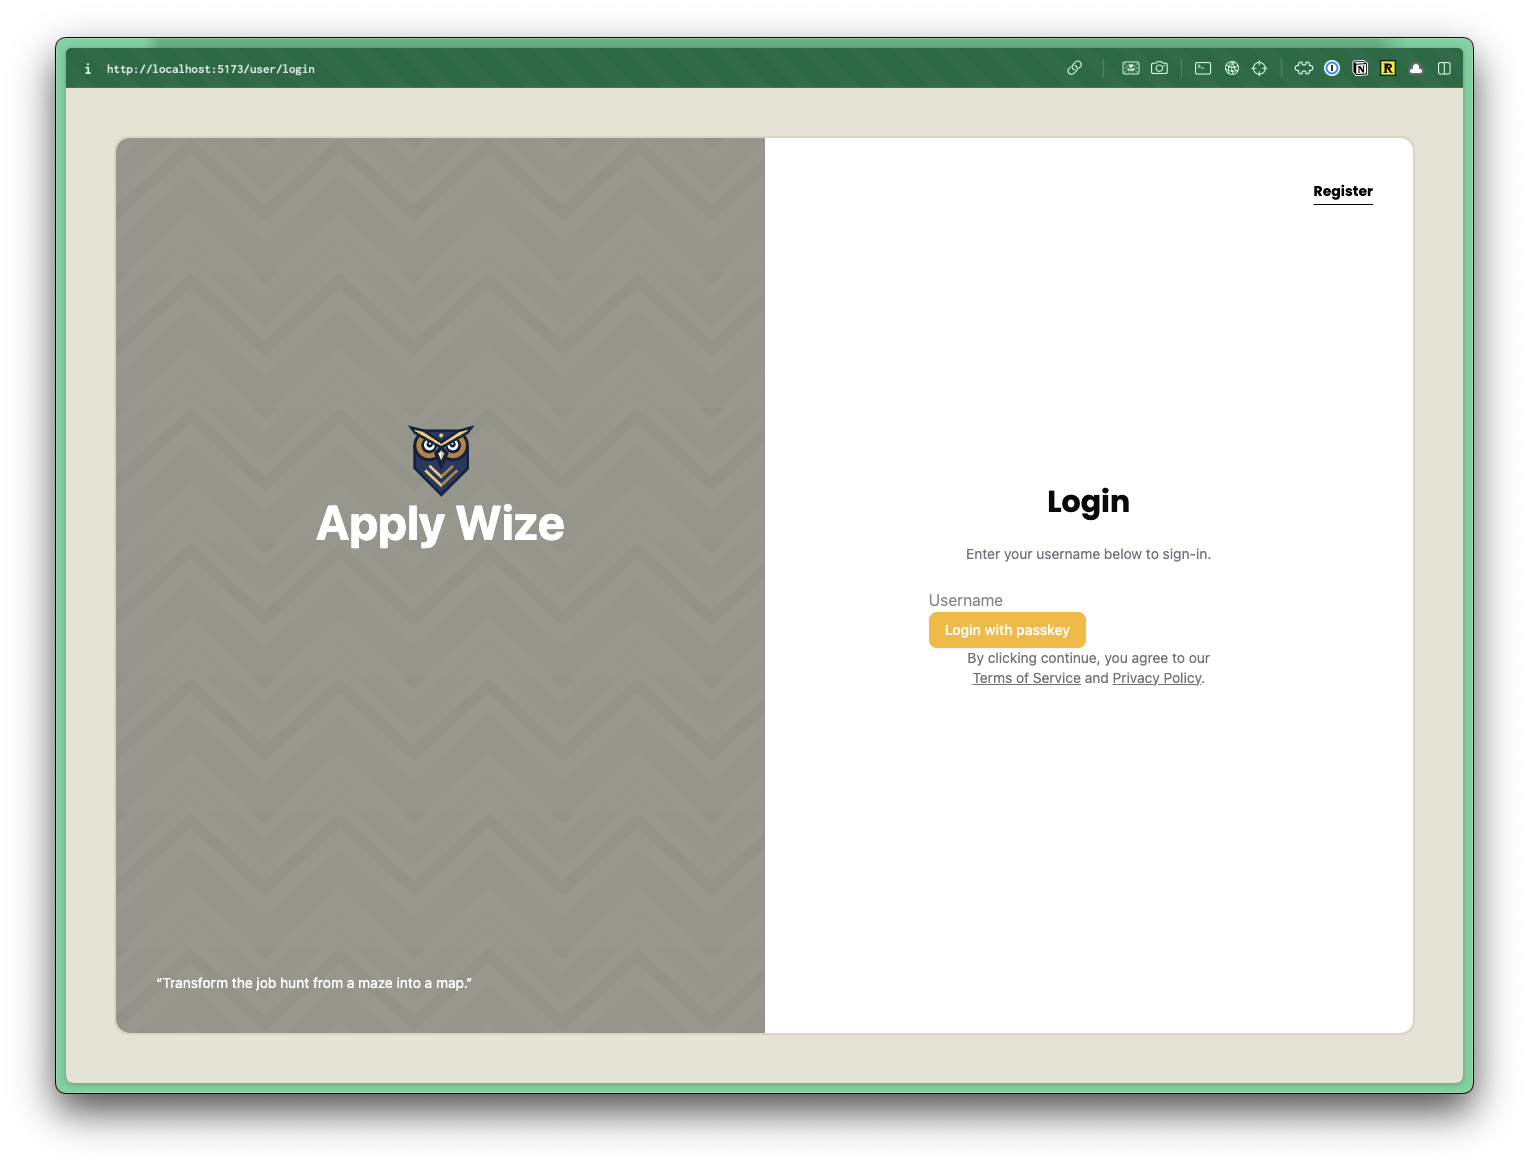 i http://localhost:5173/user/login
Register
Apply Wize
“Transform the job hunt from a maze into a map.”
Login
Enter your username below to sign-in.
Username
Login with passkey
By clicking continue, you agree to our
Terms of Service and Privacy Policy.